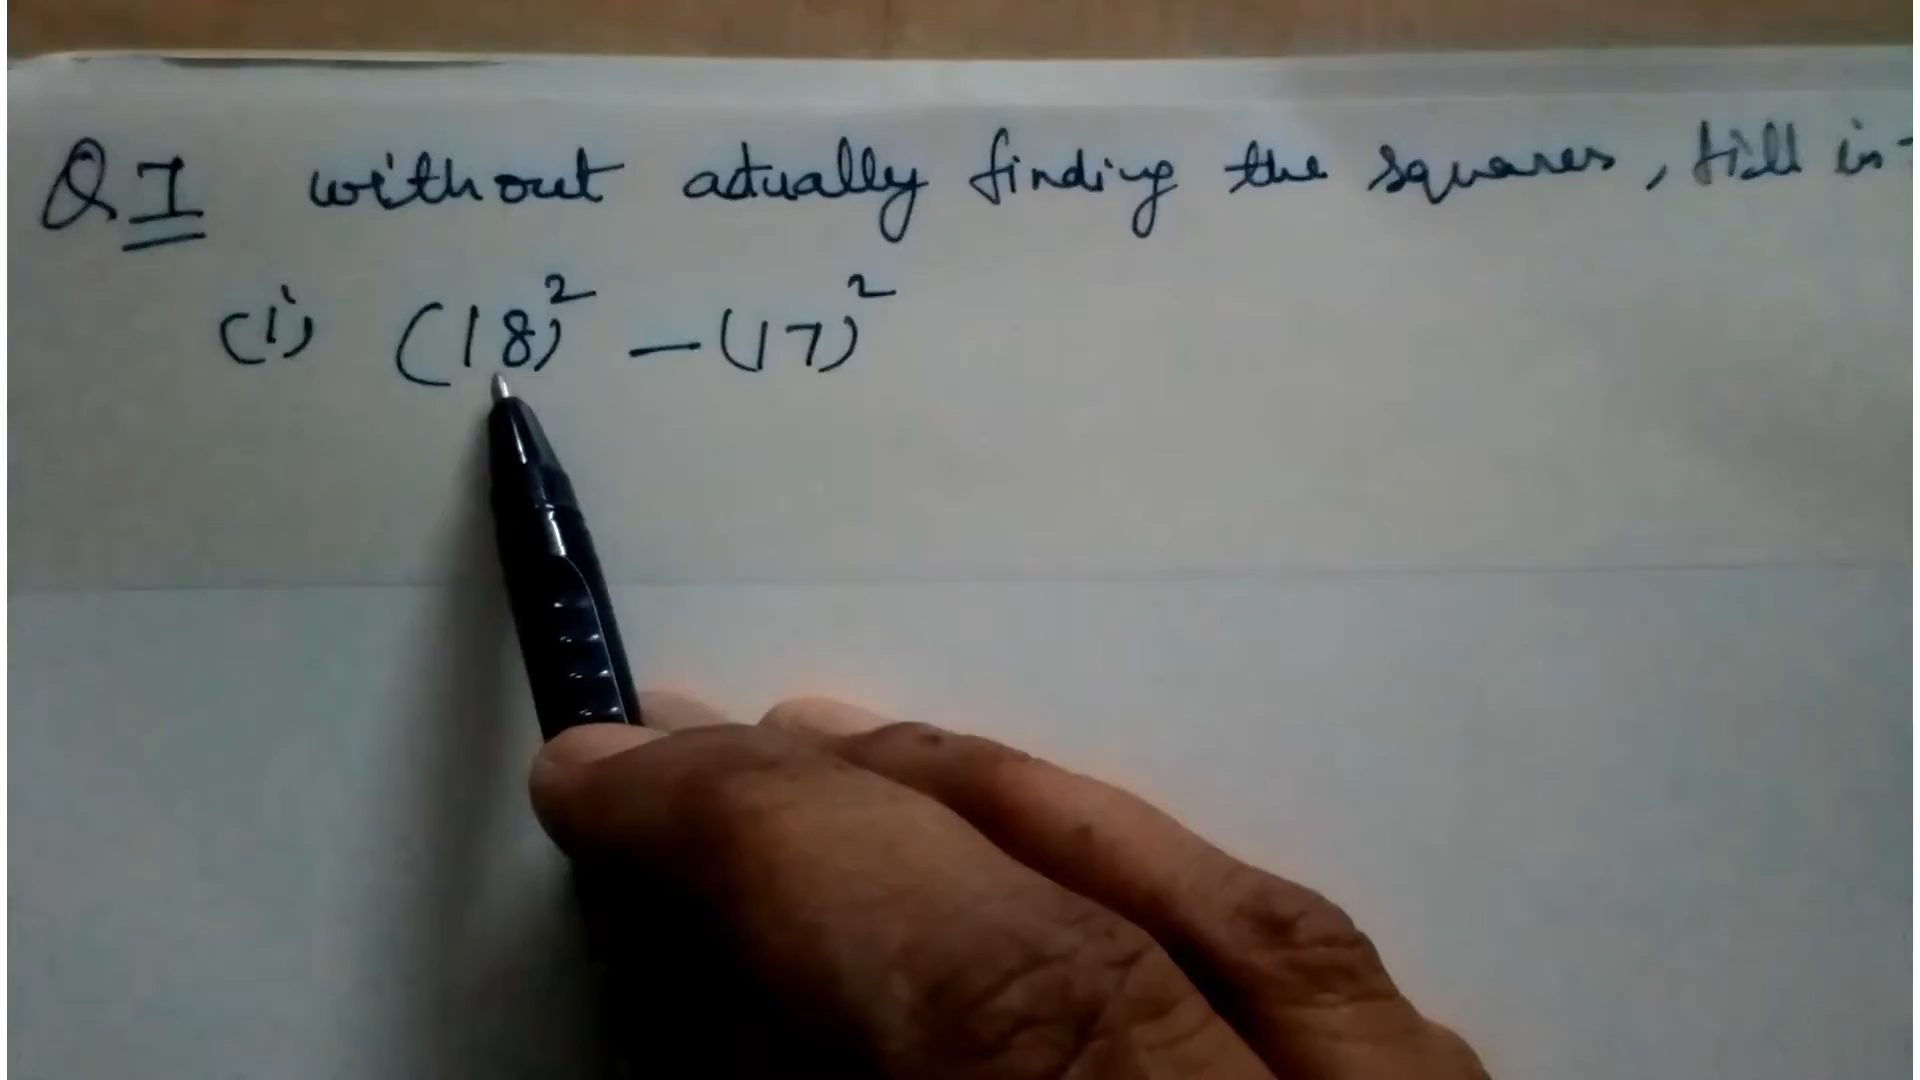 Q I without actually finding the squares, fill in
(i) (18)² – (17)²